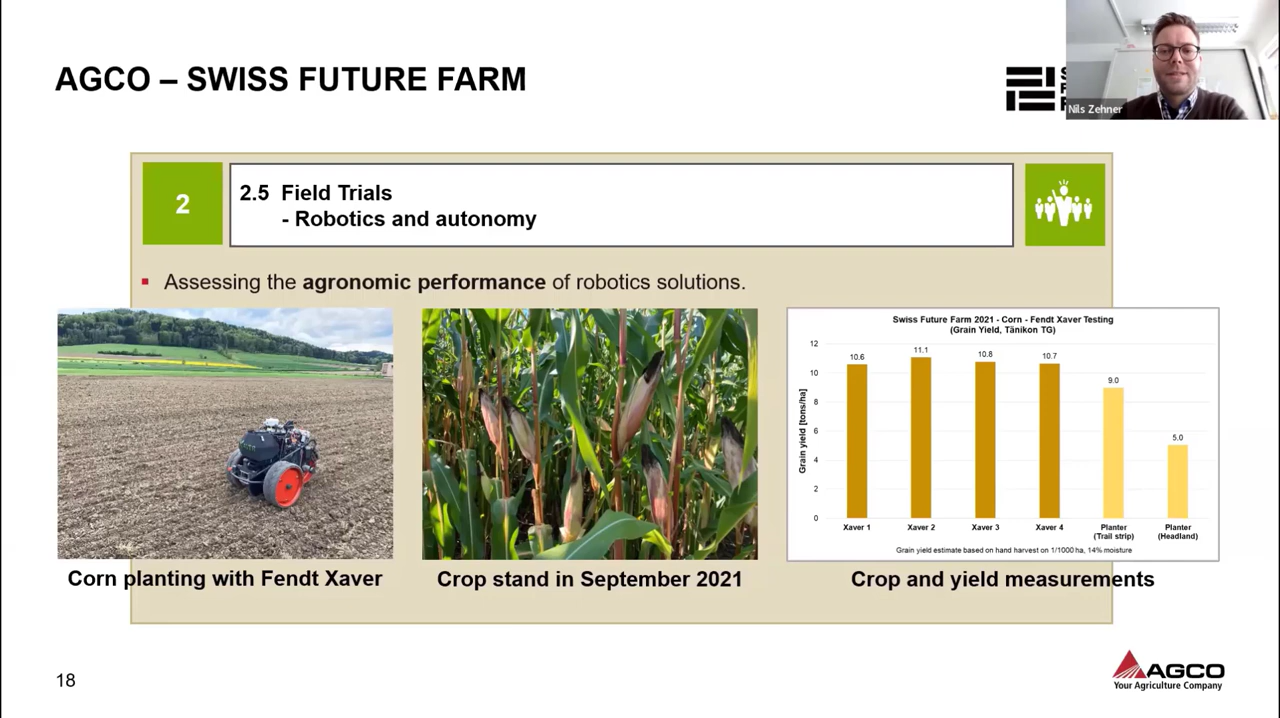 AGCO – SWISS FUTURE FARM
Nils Zehner
2
2.5 Field Trials
- Robotics and autonomy
Assessing the agronomic performance of robotics solutions.
Swiss Future Farm 2021 - Corn - Fendt Xaver Testing
(Grain Yield, Tänikon TG)
Grain yield [tons/ha]
12
10
8
6
4
2
0
10.6
11.1
10.8
10.7
9.0
5.0
Xaver 1
Xaver 2
Xaver 3
Xaver 4
Planter
(Trail strip)
Planter
(Headland)
Grain yield estimate based on hand harvest on 1/1000 ha, 14% moisture
Corn planting with Fendt Xaver
Crop stand in September 2021
Crop and yield measurements
18
AGCO
Your Agriculture Company